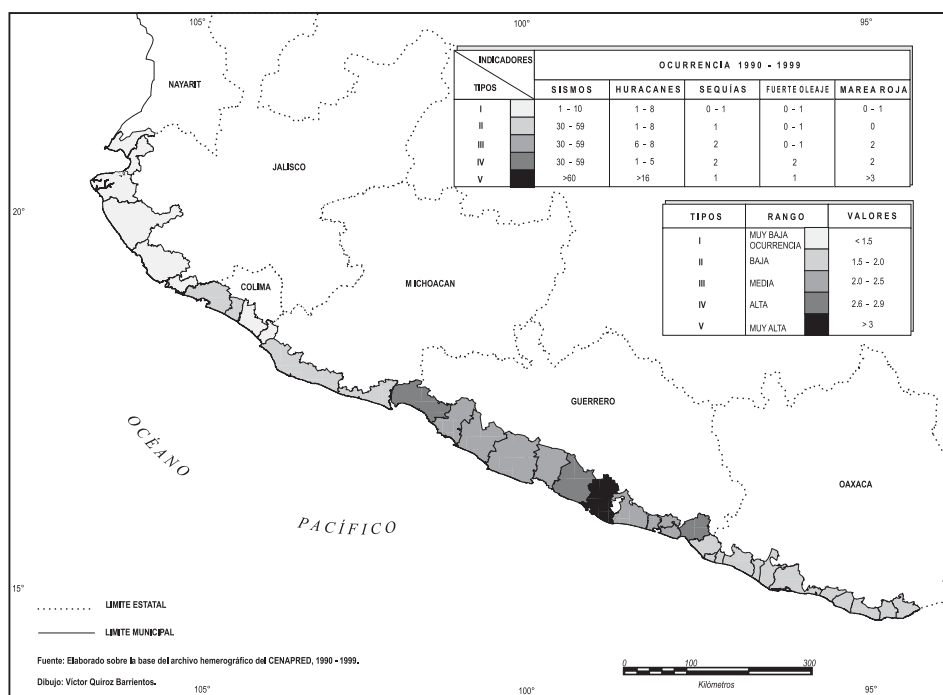 105°
100°
95°
INDICADORES
TIPOS
OCURRENCIA 1990 - 1999
SISMOS HURACANES SEQUÍAS FUERTE OLEAJE MAREA ROJA
I 1 - 10 1 - 8 0 - 1 0 - 1 0 - 1
II 30 - 59 1 - 8 1 0 - 1 0
III 30 - 59 6 - 8 2 0 - 1 2
IV 30 - 59 1 - 5 2 2 2
V >60 >16 1 1 >3
NAYARIT
JALISCO
20°
TIPOS RANGO VALORES
I MUY BAJA OCURRENCIA < 1.5
II BAJA 1.5 - 2.0
III MEDIA 2.0 - 2.5
IV ALTA 2.6 - 2.9
V MUY ALTA > 3
COLIMA
MICHOACAN
GUERRERO
OAXACA
OCÉANO
PACÍFICO
15°
15°
LIMITE ESTATAL
LIMITE MUNICIPAL
Fuente: Elaborado sobre la base del archivo hemerográfico del CENAPRED, 1990 - 1999.
Dibujo: Víctor Quiroz Barrientos.
0 100 300
Kilómetros
105°
100°
95°